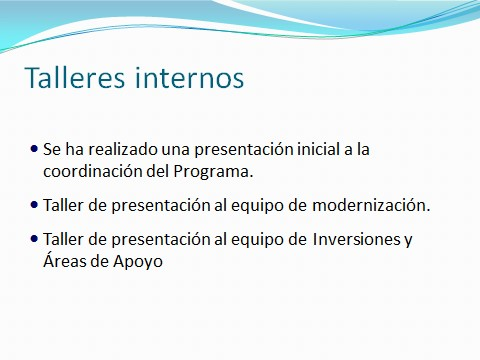 Talleres internos
• Se ha realizado una presentación inicial a la
coordinación del Programa.
• Taller de presentación al equipo de modernización.
• Taller de presentación al equipo de Inversiones y
Áreas de Apoyo